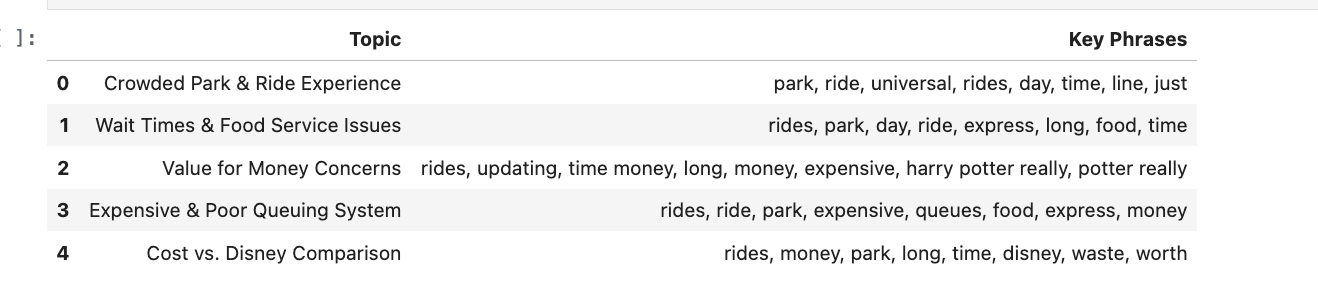 ]:
Topic Key Phrases
0 Crowded Park & Ride Experience park, ride, universal, rides, day, time, line, just
1 Wait Times & Food Service Issues rides, park, day, ride, express, long, food, time
2 Value for Money Concerns rides, updating, time money, long, money, expensive, harry potter really, potter really
3 Expensive & Poor Queuing System rides, ride, park, expensive, queues, food, express, money
4 Cost vs. Disney Comparison rides, money, park, long, time, disney, waste, worth